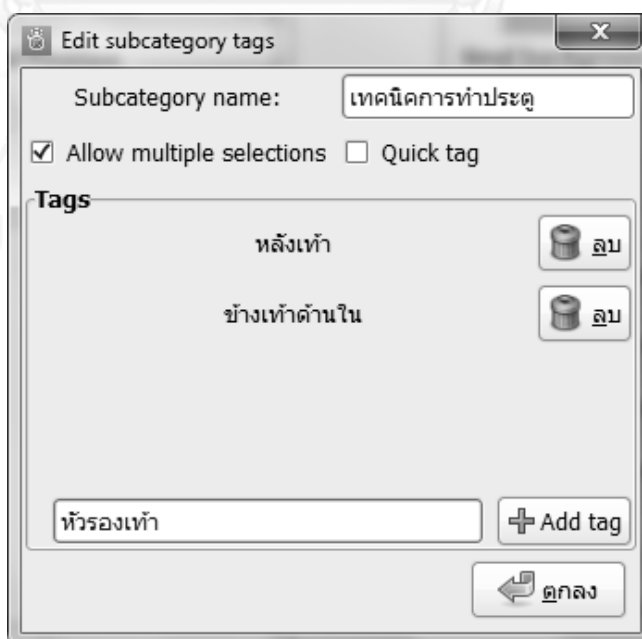 Edit subcategory tags
Subcategory name: เทคนิคการทำประตู
Allow multiple selections Quick tag
Tags
หลังเท้า ลบ
ข้างเท้าด้านใน ลบ
หัวรองเท้า Add tag
ตกลง